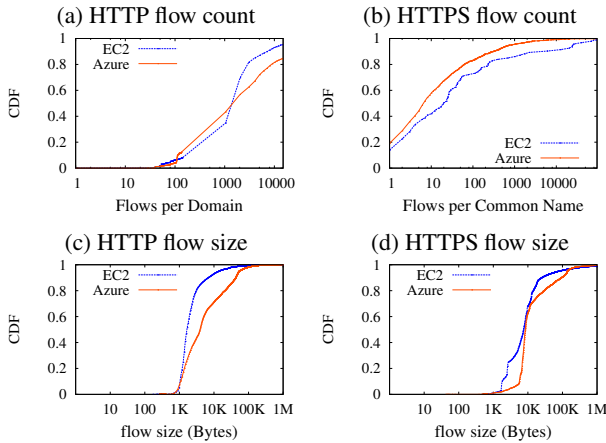 (a) HTTP flow count
1
0.8
0.6
0.4
0.2
0
CDF
EC2
Azure
1 10 100 1000 10000
Flows per Domain
(b) HTTPS flow count
1
0.8
0.6
0.4
0.2
0
CDF
EC2
Azure
1 10 100 1000 10000
Flows per Common Name
(c) HTTP flow size
1
0.8
0.6
0.4
0.2
0
CDF
EC2
Azure
10 100 1K 10K 100K 1M
flow size (Bytes)
(d) HTTPS flow size
1
0.8
0.6
0.4
0.2
0
CDF
EC2
Azure
10 100 1K 10K 100K 1M
flow size (Bytes)